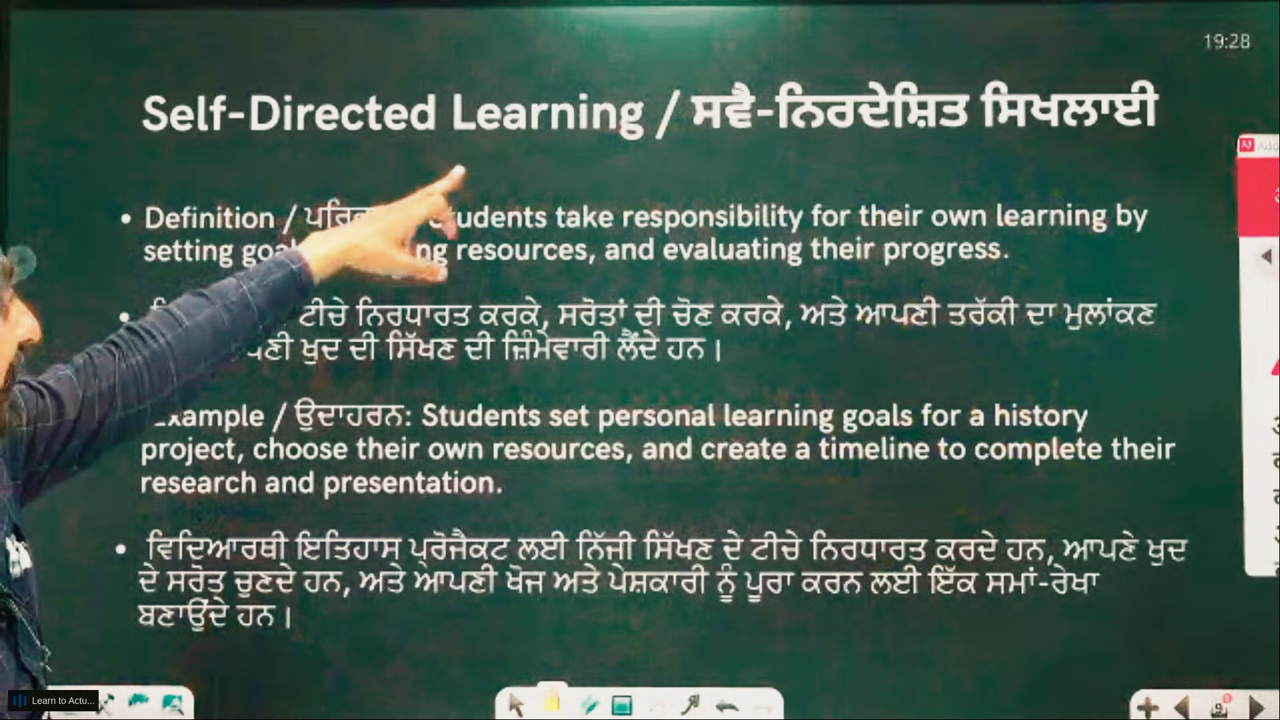 19:28
Self-Directed Learning / ਸਵੈ-ਨਿਰਦੇਸ਼ਿਤ ਸਿਖਲਾਈ
• Definition / take responsibility for their own learning by
setting resources, and evaluating their progress.
• ਟੀਚੇ ਨਿਰਧਾਰਤ ਕਰਕੇ, ਸਰੋਤਾਂ ਦੀ ਚੋਣ ਕਰਕੇ, ਅਤੇ ਆਪਣੀ ਤਰੱਕੀ ਦਾ ਮੁਲਾਂਕਣ
ਖੁਦ ਦੀ ਸਿੱਖਣ ਦੀ ਜ਼ਿੰਮੇਵਾਰੀ ਲੈਂਦੇ ਹਨ।
/ ਉਦਾਹਰਨ: Students set personal learning goals for a history
project, choose their own resources, and create a timeline to complete their
research and presentation.
• ਵਿਦਿਆਰਥੀ ਇਤਿਹਾਸ ਪ੍ਰੋਜੈਕਟ ਲਈ ਨਿੱਜੀ ਸਿੱਖਣ ਦੇ ਟੀਚੇ ਨਿਰਧਾਰਤ ਕਰਦੇ ਹਨ, ਆਪਣੇ ਖੁਦ
ਦੇ ਸਰੋਤ ਚੁਣਦੇ ਹਨ, ਅਤੇ ਆਪਣੀ ਖੋਜ ਅਤੇ ਪੇਸ਼ਕਾਰੀ ਨੂੰ ਪੂਰਾ ਕਰਨ ਲਈ ਇੱਕ ਸਮਾਂ-ਰੇਖਾ
ਬਣਾਉਂਦੇ ਹਨ।
Learn to Actu...